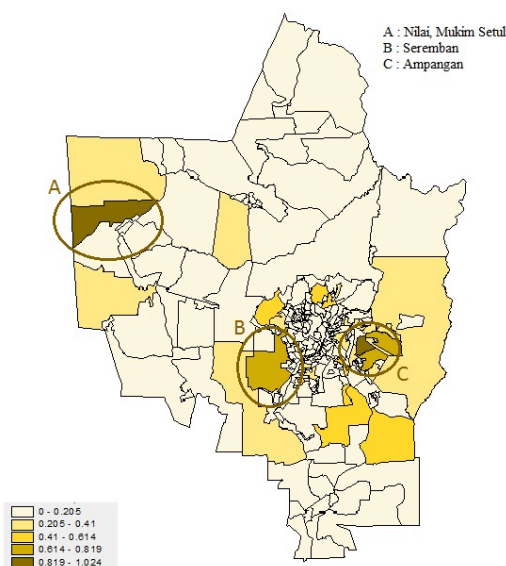 A : Nilai, Mukim Setul
B : Seremban
C : Ampangan
A
B
C
0 - 0.205
0.205 - 0.41
0.41 - 0.614
0.614 - 0.819
0.819 - 1.024